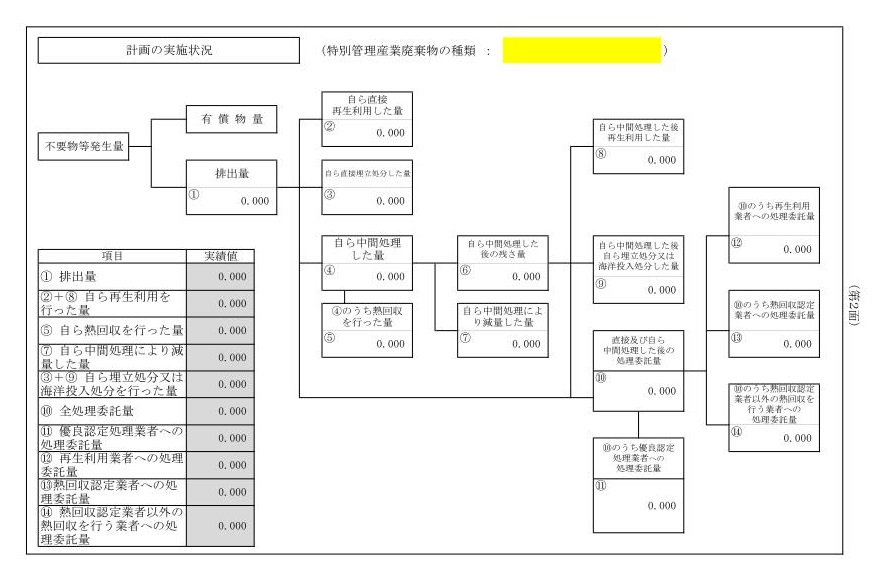 計画の実施状況
（特別管理産業廃棄物の種類 ： ）
自ら直接
再生利用した量
② 0.000
有 償 物 量
不要物等発生量
排出量
① 0.000
自ら直接埋立処分した量
③ 0.000
自ら中間処理した後
再生利用した量
⑧ 0.000
自ら中間処理
した量
④ 0.000
自ら中間処理した
後の残さ量
⑥ 0.000
自ら中間処理した後
自ら埋立処分又は
海洋投入処分した量
⑨ 0.000
⑩のうち再生利用
業者への処理委託量
⑫ 0.000
④のうち熱回収
を行った量
⑤ 0.000
自ら中間処理によ
り減量した量
⑦ 0.000
直接及び自ら
中間処理した後の
処理委託量
⑩ 0.000
⑩のうち熱回収認定
業者への処理委託量
⑬ 0.000
⑩のうち熱回収認定
業者以外の熱回収を
行う業者への
処理委託量
⑭ 0.000
⑩のうち優良認定
処理業者への
処理委託量
⑪ 0.000
項目 実績値
① 排出量 0.000
②＋⑧ 自ら再生利用を
行った量 0.000
⑤ 自ら熱回収を行った量 0.000
⑦ 自ら中間処理により減
量した量 0.000
③＋⑨ 自ら埋立処分又は
海洋投入処分を行った量 0.000
⑩ 全処理委託量 0.000
⑪ 優良認定処理業者への
処理委託量 0.000
⑫ 再生利用業者への処理
委託量 0.000
⑬熱回収認定業者への処
理委託量 0.000
⑭ 熱回収認定業者以外の
熱回収を行う業者への処
理委託量 0.000
（第2面）